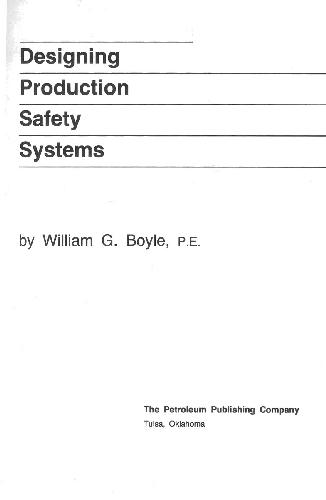 Designing
Production
Safety
Systems
by William G. Boyle, P.E.
The Petroleum Publishing Company
Tulsa, Oklahoma